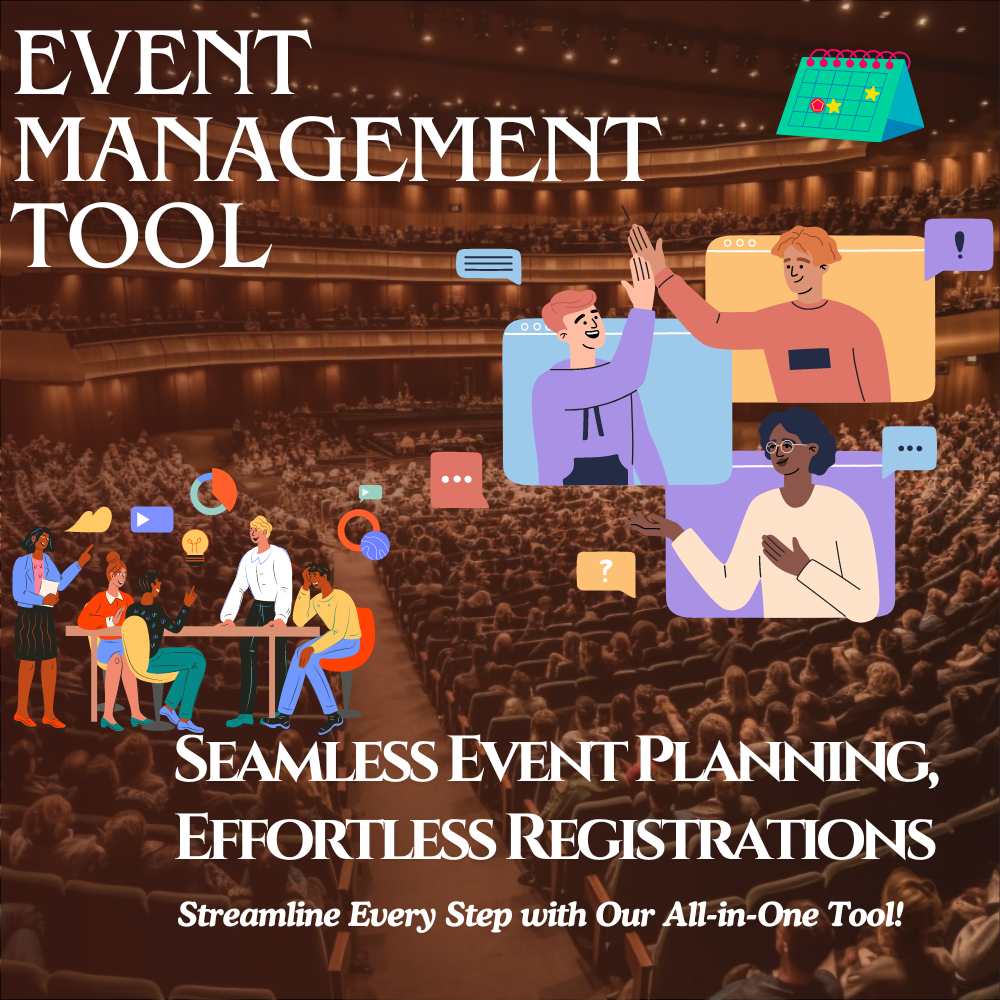 EVENT
MANAGEMENT
TOOL
!
?
SEAMLESS EVENT PLANNING,
EFFORTLESS REGISTRATIONS
Streamline Every Step with Our All-in-One Tool!